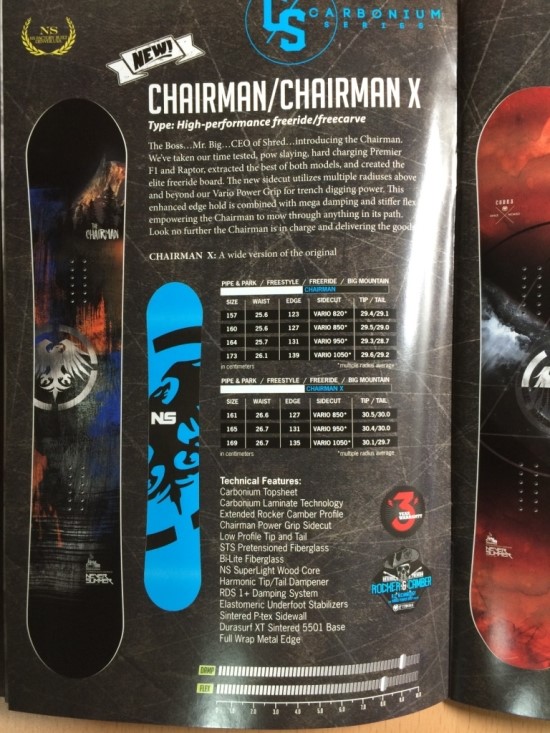 NS
CARBONIUM
SERIES
NEW!
CHAIRMAN/CHAIRMAN X
Type: High-performance freeride/freecarve
The Boss...Mr. Big...CEO of Shred...introducing the Chairman.
We've taken our time tested, pow slaying, hard charging Premier
F1 and Raptor, extracted the best of both models, and created the
elite freeride board. The new sidecut utilizes multiple radiuses above
and beyond our Vario Power Grip for trench digging power. This
enhanced edge hold is combined with mega damping and stiffer flex
empowering the Chairman to mow through anything in its path.
Look no further the Chairman is in charge and delivering the goods
CHAIRMAN X: A wide version of the original
THE
CHAIRMAN
PIPE & PARK / FREESTYLE / FREERIDE / BIG MOUNTAIN
CHAIRMAN
SIZE WAIST EDGE SIDECUT TIP / TAIL
157 25.6 123 VARIO 820* 29.4/29.1
160 25.6 127 VARIO 850* 29.5/29.0
164 25.7 131 VARIO 950* 29.3/28.7
173 26.1 139 VARIO 1050* 29.6/29.2
in centimeters *multiple radius average
PIPE & PARK / FREESTYLE / FREERIDE / BIG MOUNTAIN
CHAIRMAN X
SIZE WAIST EDGE SIDECUT TIP / TAIL
161 26.6 127 VARIO 850* 30.5/30.0
165 26.7 131 VARIO 950* 30.4/30.0
169 26.7 135 VARIO 1050* 30.1/29.7
in centimeters *multiple radius average
NS
Technical Features:
Carbonium Topsheet
Carbonium Laminate Technology
Extended Rocker Camber Profile
Chairman Power Grip Sidecut
Low Profile Tip and Tail
STS Pretensioned Fiberglass
Bi-Lite Fiberglass
NS SuperLight Wood Core
Harmonic Tip/Tail Dampener
RDS 1+ Damping System
Elastomeric Underfoot Stabilizers
Sintered P-tex Sidewall
Durasurf XT Sintered 5501 Base
Full Wrap Metal Edge
3
YEAR
WARRANTY
ROCKER & CAMBER
NEVER
SUMMER
DAMP
FLEX